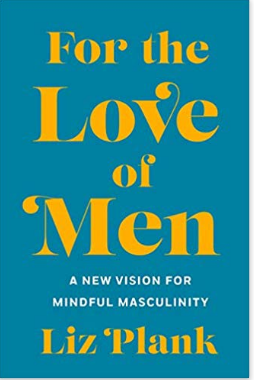 For the
Love
of
Men
A NEW VISION FOR
MINDFUL MASCULINITY
Liz Plank